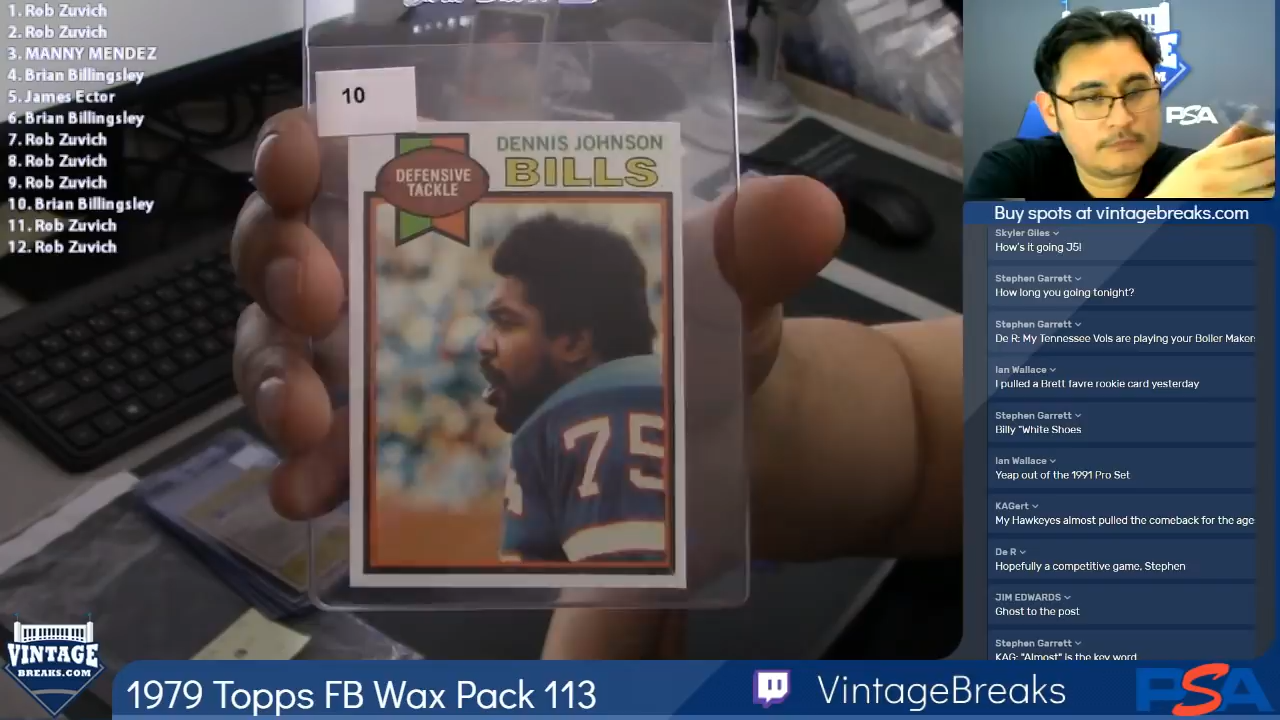 1. Rob Zuvich
2. Rob Zuvich
3. MANNY MENDEZ
4. Brian Billingsley
5. James Ector
6. Brian Billingsley
7. Rob Zuvich
8. Rob Zuvich
9. Rob Zuvich
10. Brian Billingsley
11. Rob Zuvich
12. Rob Zuvich
10
DENNIS JOHNSON
BILLS
DEFENSIVE
TACKLE
75
PSA
Buy spots at vintagebreaks.com
Skyler Giles
How's it going J5!
Stephen Garrett
How long you going tonight?
Stephen Garrett
De R: My Tennessee Vols are playing your Boiler Maker
Ian Wallace
I pulled a Brett favre rookie card yesterday
Stephen Garrett
Billy "White Shoes
Ian Wallace
Yeap out of the 1991 Pro Set
KAGert
My Hawkeyes almost pulled the comeback for the age
De R
Hopefully a competitive game, Stephen
JIM EDWARDS
Ghost to the post
Stephen Garrett
KAG: "Almost" is the key word
VINTAGE
BREAKS.COM
1979 Topps FB Wax Pack 113
VintageBreaks
PSA